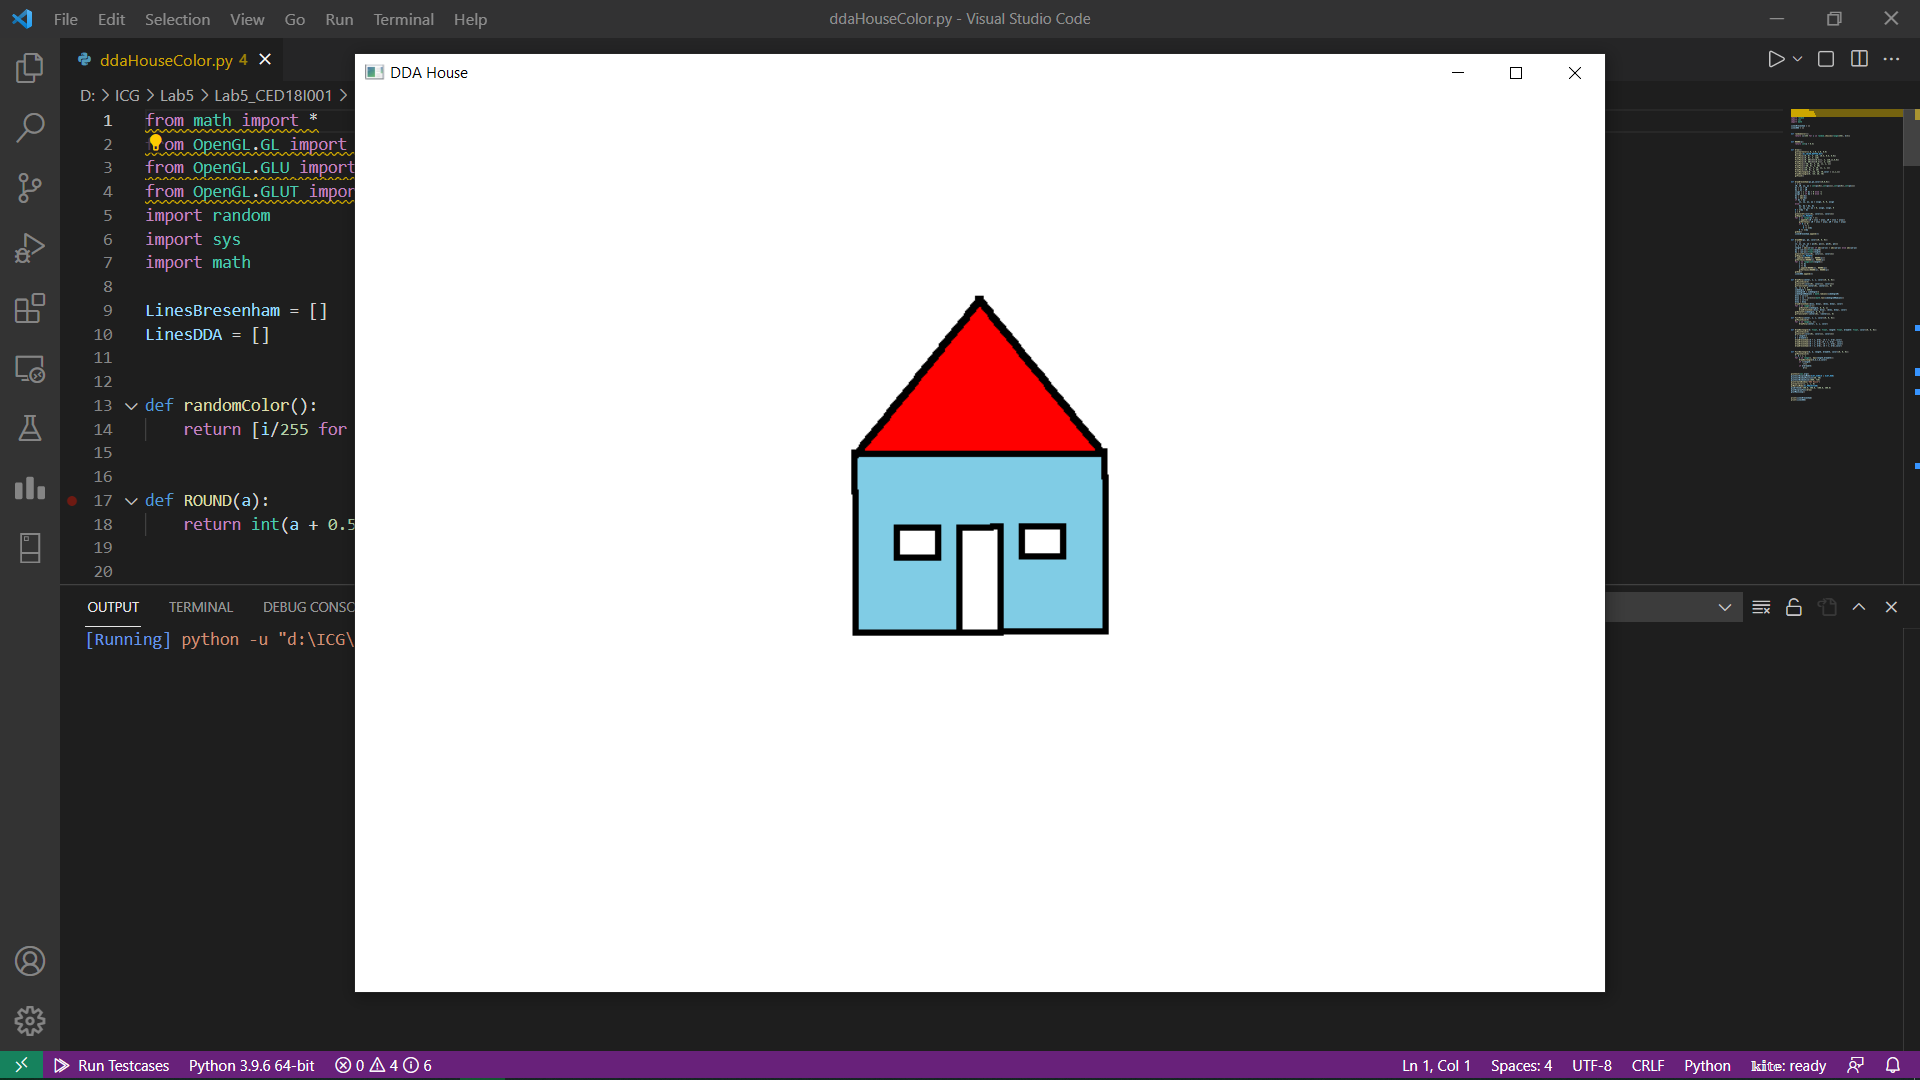 File Edit Selection View Go Run Terminal Help
ddaHouseColor.py - Visual Studio Code
ddaHouseColor.py 4
DDA House
D: > ICG > Lab5 > Lab5_CED18I001 >
1 from math import *
2 from OpenGL.GL import
3 from OpenGL.GLU import
4 from OpenGL.GLUT impor
5 import random
6 import sys
7 import math
8
9 LinesBresenham = []
10 LinesDDA = []
11
12
13 def randomColor():
14 return [i/255 for
15
16
17 def ROUND(a):
18 return int(a + 0.5
19
20
OUTPUT TERMINAL DEBUG CONSC
[Running] python -u "d:\ICG\
Run Testcases Python 3.9.6 64-bit 0 4 6
Ln 1, Col 1 Spaces: 4 UTF-8 CRLF Python kite: ready